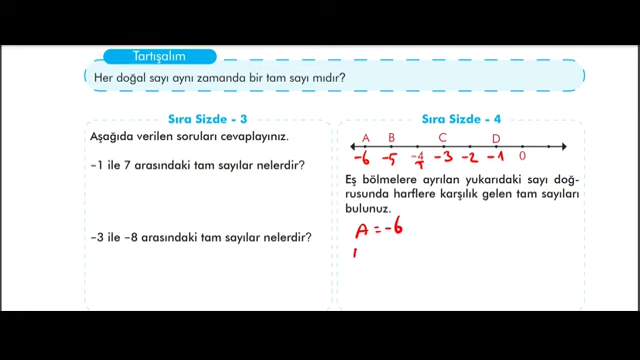 Tartışalım
Her doğal sayı aynı zamanda bir tam sayı mıdır?
Sıra Sizde - 3
Aşağıda verilen soruları cevaplayınız.
-1 ile 7 arasındaki tam sayılar nelerdir?
-3 ile -8 arasındaki tam sayılar nelerdir?
Sıra Sizde - 4
A B C D
-6 -5 -4 -3 -2 -1 0
Eş bölmelere ayrılan yukarıdaki sayı doğ-
rusunda harflere karşılık gelen tam sayıları
bulunuz.
A = -6